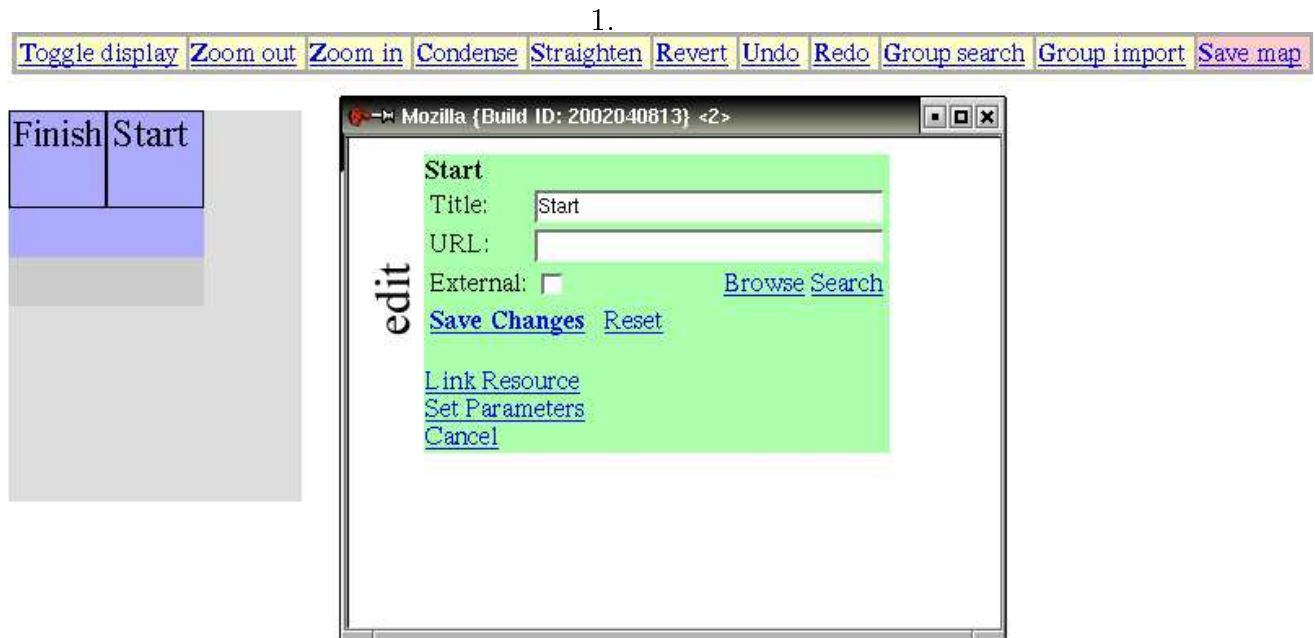 1.
Toggle display Zoom out Zoom in Condense Straighten Revert Undo Redo Group search Group import Save map
Finish Start
Mozilla {Build ID: 2002040813} <2>
edit
Start
Title: Start
URL:
External: Browse Search
Save Changes Reset
Link Resource
Set Parameters
Cancel